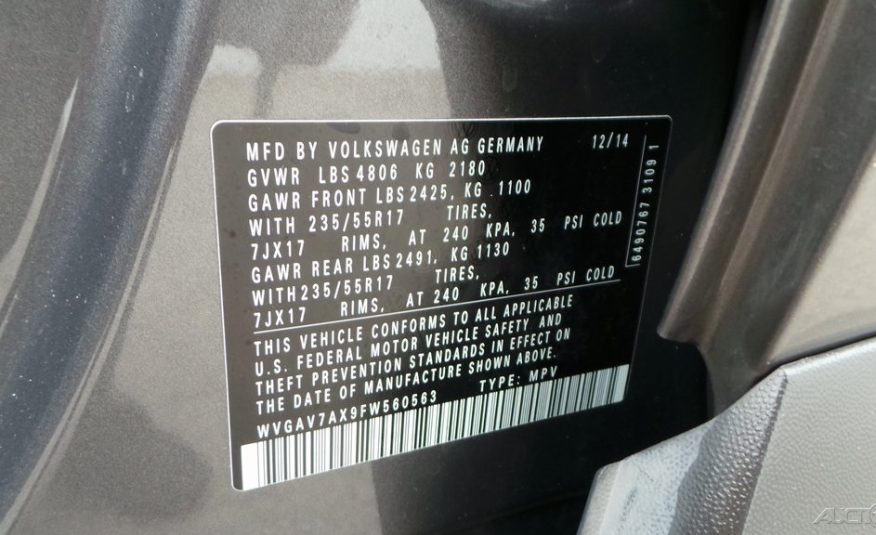 MFD BY VOLKSWAGEN AG GERMANY 12/14
GVWR LBS 4806 KG 2180
GAWR FRONT LBS 2425, KG 1100
WITH 235/55R17 TIRES,
7JX17 RIMS, AT 240 KPA, 35 PSI COLD
GAWR REAR LBS 2491, KG 1130
WITH 235/55R17 TIRES,
7JX17 RIMS, AT 240 KPA, 35 PSI COLD
THIS VEHICLE CONFORMS TO ALL APPLICABLE
U.S. FEDERAL MOTOR VEHICLE SAFETY AND
THEFT PREVENTION STANDARDS IN EFFECT ON
THE DATE OF MANUFACTURE SHOWN ABOVE.
WVGAV7AX9FW560563 TYPE: MPV
6490767 3109 1